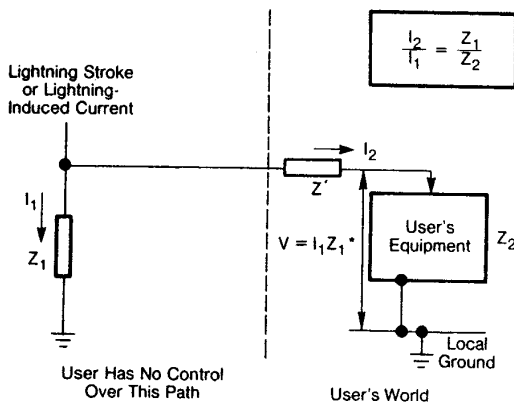 I₂/I₁ = Z₁/Z₂
Lightning Stroke
or Lightning-
Induced Current
I₂
Z′
I₁
Z₁
V = I₁Z₁*
User's
Equipment
Z₂
Local
Ground
User Has No Control
Over This Path
User's World